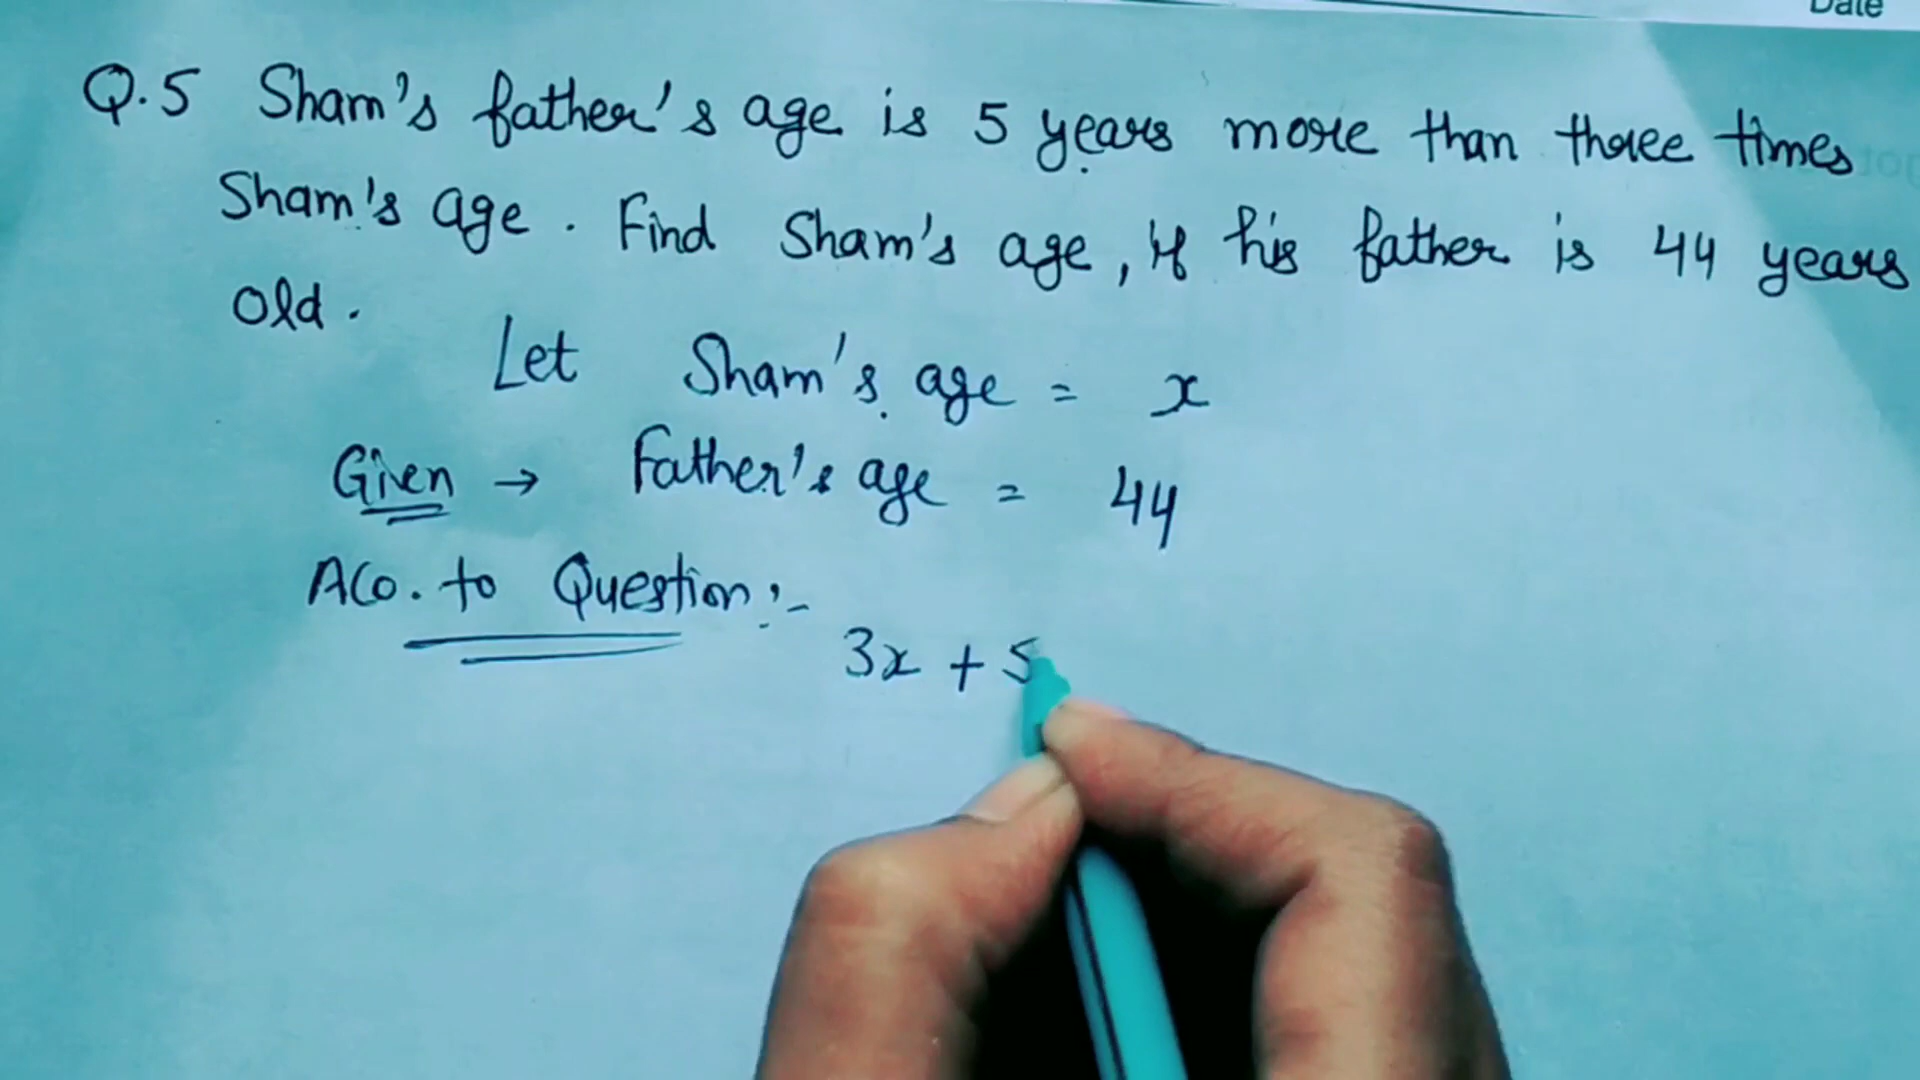 Date
Q.5 Sham's father's age is 5 years more than three times
Sham's age. Find Sham's age, if his father is 44 years
old.
Let Sham's age = x
Given → Father's age = 44
Aco. to Question:-
3x + 5